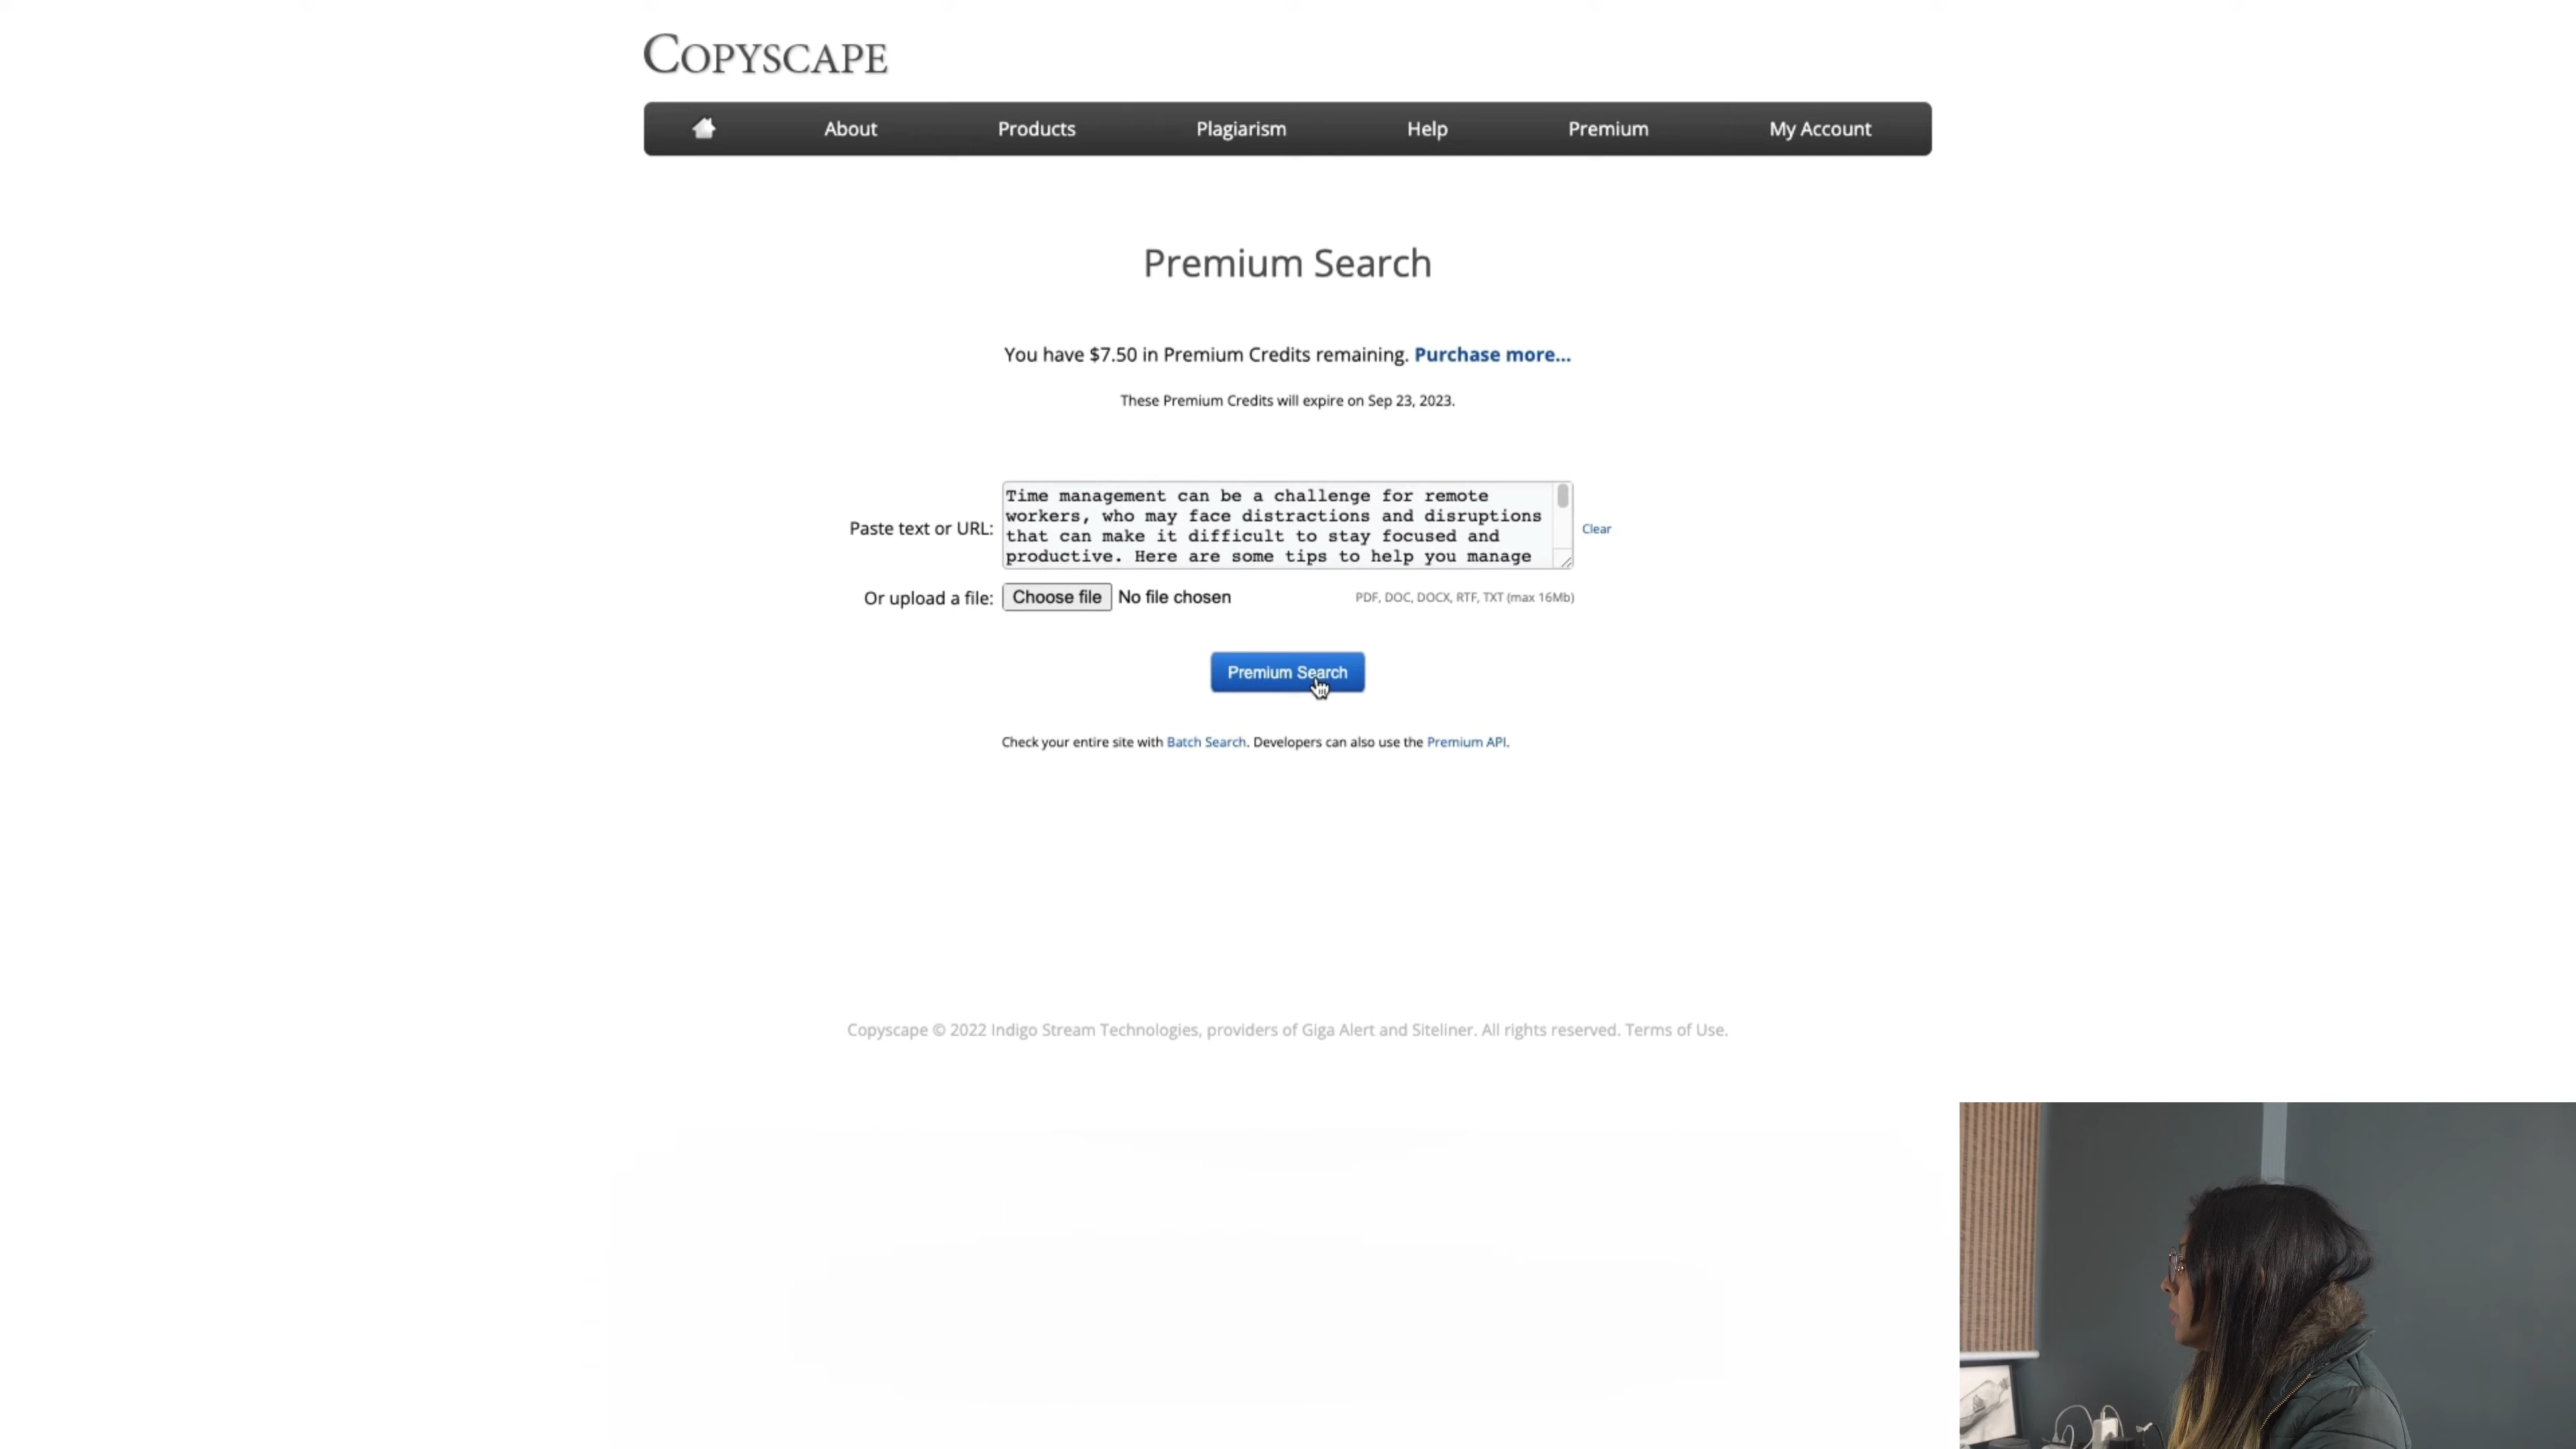 COPYSCAPE
About Products Plagiarism Help Premium My Account
Premium Search
You have $7.50 in Premium Credits remaining. Purchase more...
These Premium Credits will expire on Sep 23, 2023.
Paste text or URL:
Time management can be a challenge for remote
workers, who may face distractions and disruptions
that can make it difficult to stay focused and
productive. Here are some tips to help you manage
Clear
Or upload a file: Choose file No file chosen PDF, DOC, DOCX, RTF, TXT (max 16Mb)
Premium Search
Check your entire site with Batch Search. Developers can also use the Premium API.
Copyscape © 2022 Indigo Stream Technologies, providers of Giga Alert and Siteliner. All rights reserved. Terms of Use.